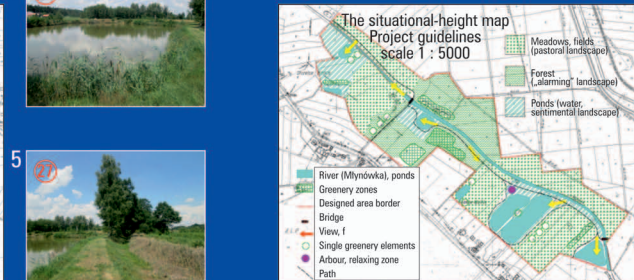 5
27
The situational-height map
Project guidelines
scale 1 : 5000
Meadows, fields
(pastoral landscape)
Forest
(„alarming” landscape)
Ponds (water,
sentimental landscape)
River (Młynówka), ponds
Greenery zones
Designed area border
Bridge
View, f
Single greenery elements
Arbour, relaxing zone
Path